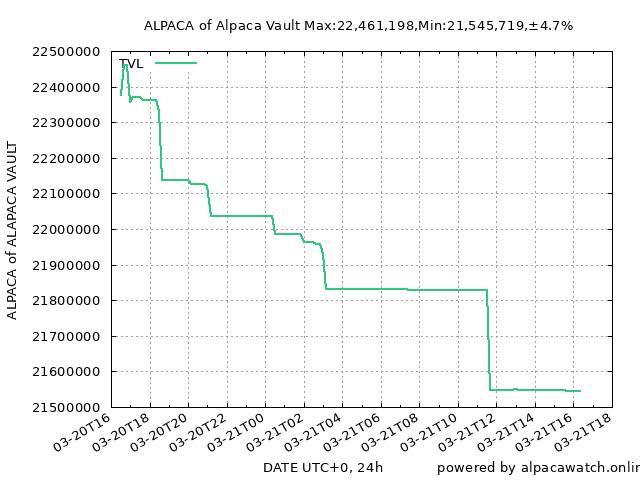 ALPACA of Alpaca Vault Max:22,461,198,Min:21,545,719,±4.7%
22500000
TVL
22400000
22300000
22200000
22100000
22000000
21900000
21800000
21700000
21600000
21500000
ALPACA of ALAPACA VAULT
03-20T16
03-20T18
03-20T20
03-20T22
03-21T00
03-21T02
03-21T04
03-21T06
03-21T08
03-21T10
03-21T12
03-21T14
03-21T16
03-21T18
DATE UTC+0, 24h
powered by alpacawatch.onlin